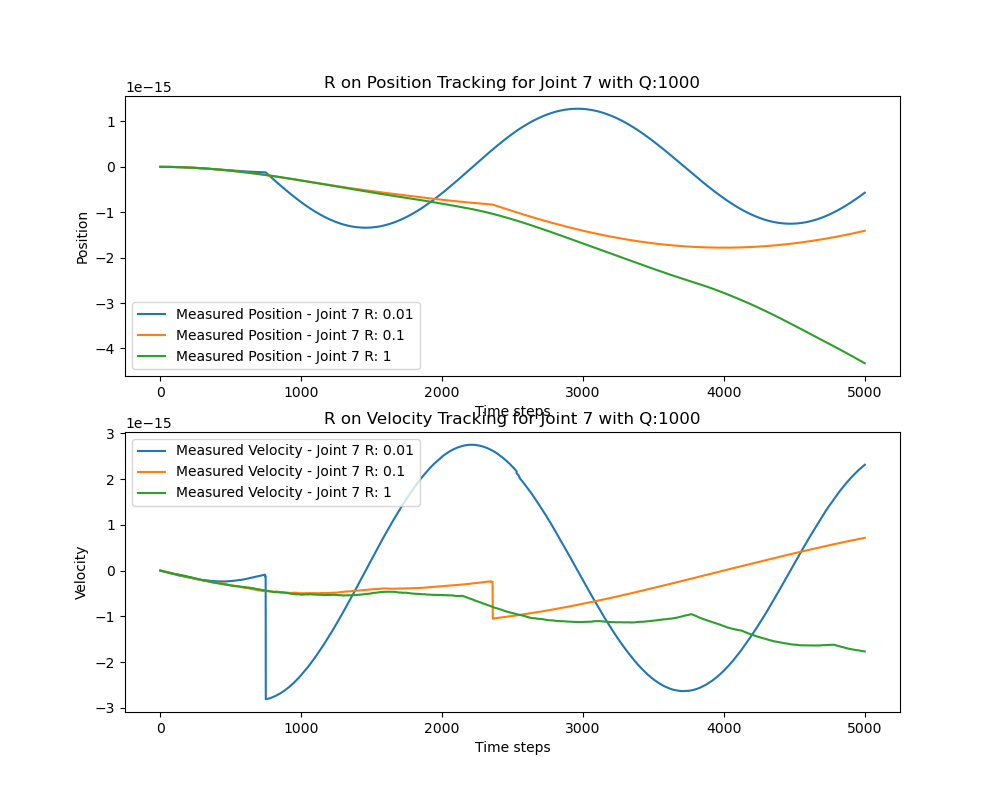 R on Position Tracking for Joint 7 with Q:1000
1e−15
1
0
−1
−2
−3
−4
Position
Measured Position - Joint 7 R: 0.01
Measured Position - Joint 7 R: 0.1
Measured Position - Joint 7 R: 1
0 1000 2000 3000 4000 5000
Time steps
R on Velocity Tracking for Joint 7 with Q:1000
1e−15
3
2
1
0
−1
−2
−3
Velocity
Measured Velocity - Joint 7 R: 0.01
Measured Velocity - Joint 7 R: 0.1
Measured Velocity - Joint 7 R: 1
0 1000 2000 3000 4000 5000
Time steps